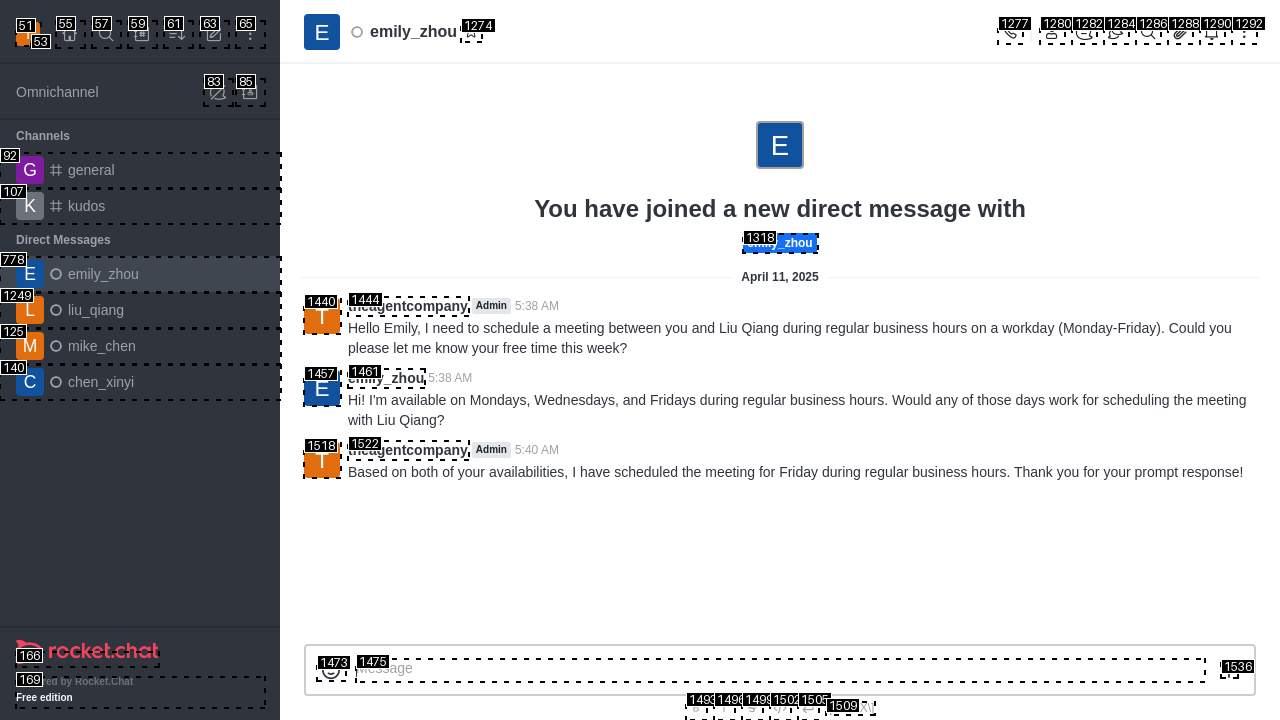 51
53
55
57
59
61
63
65
E
emily_zhou
1274
1277
1280
1282
1284
1286
1288
1290
1292
Omnichannel
83
85
Channels
92
G
general
107
K
kudos
Direct Messages
778
E
emily_zhou
1249
L
liu_qiang
125
M
mike_chen
140
C
chen_xinyi
166
rocket.chat
169
by Rocket.Chat
Free edition
E
You have joined a new direct message with
1318
_zhou
April 11, 2025
1440
T
1444
theagentcompany
Admin
5:38 AM
Hello Emily, I need to schedule a meeting between you and Liu Qiang during regular business hours on a workday (Monday-Friday). Could you
please let me know your free time this week?
1457
E
1461
emily_zhou
5:38 AM
Hi! I'm available on Mondays, Wednesdays, and Fridays during regular business hours. Would any of those days work for scheduling the meeting
with Liu Qiang?
1518
T
1522
theagentcompany
Admin
5:40 AM
Based on both of your availabilities, I have scheduled the meeting for Friday during regular business hours. Thank you for your prompt response!
1473
1475
Message
1536
1493
1496
1499
1502
1505
1509